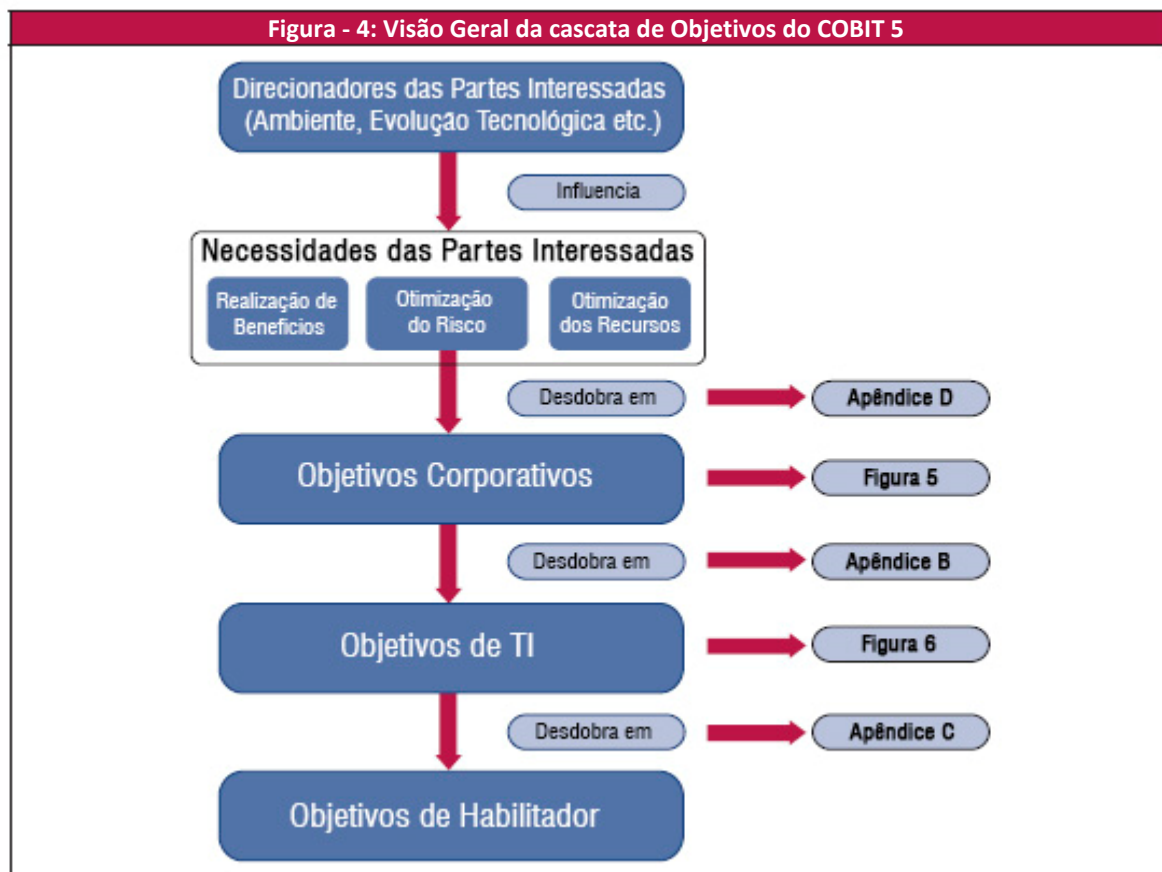 Figura - 4: Visão Geral da cascata de Objetivos do COBIT 5
Direcionadores das Partes Interessadas
(Ambiente, Evolução Tecnológica etc.)
Influencia
Necessidades das Partes Interessadas
Realização de
Beneficios
Otimização
do Risco
Otimização
dos Recursos
Desdobra em
Apêndice D
Objetivos Corporativos
Figura 5
Desdobra em
Apêndice B
Objetivos de TI
Figura 6
Desdobra em
Apêndice C
Objetivos de Habilitador